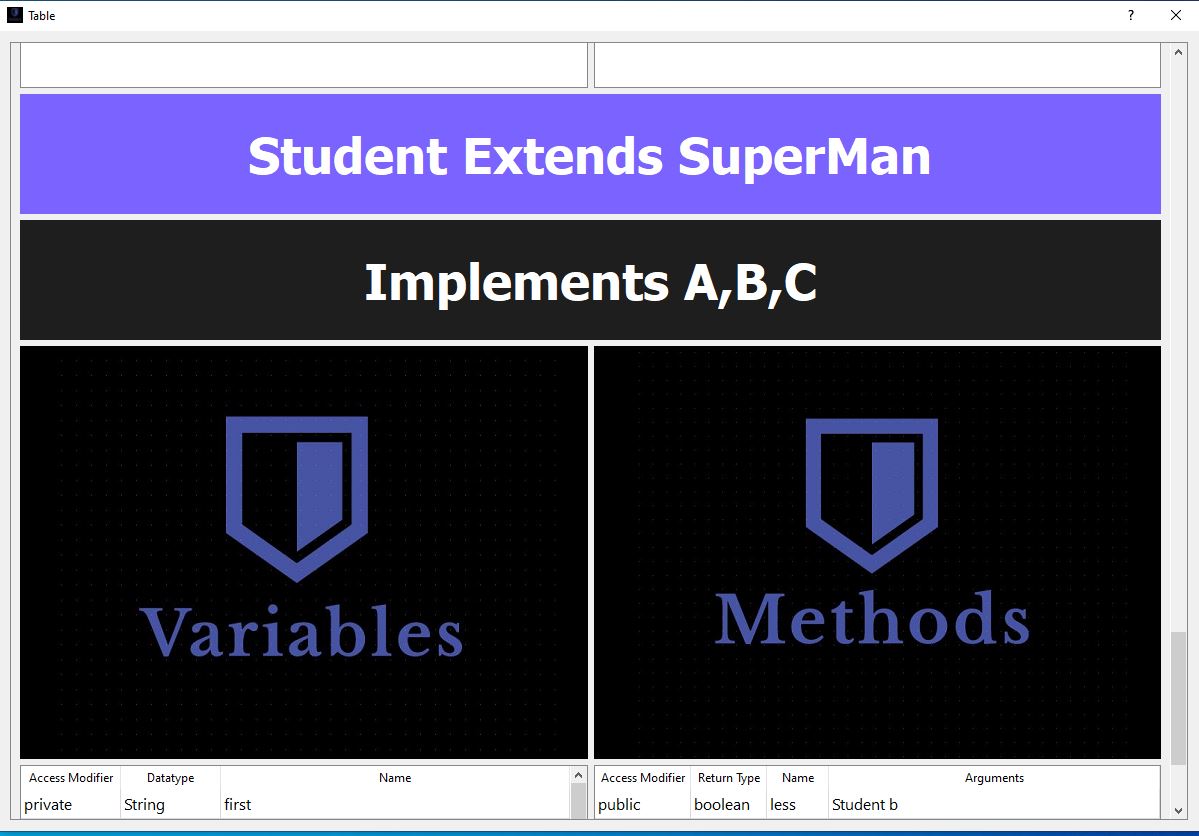 Table
?
Student Extends SuperMan
Implements A,B,C
Variables
Methods
Access Modifier Datatype Name
private String first
Access Modifier Return Type Name Arguments
public boolean less Student b